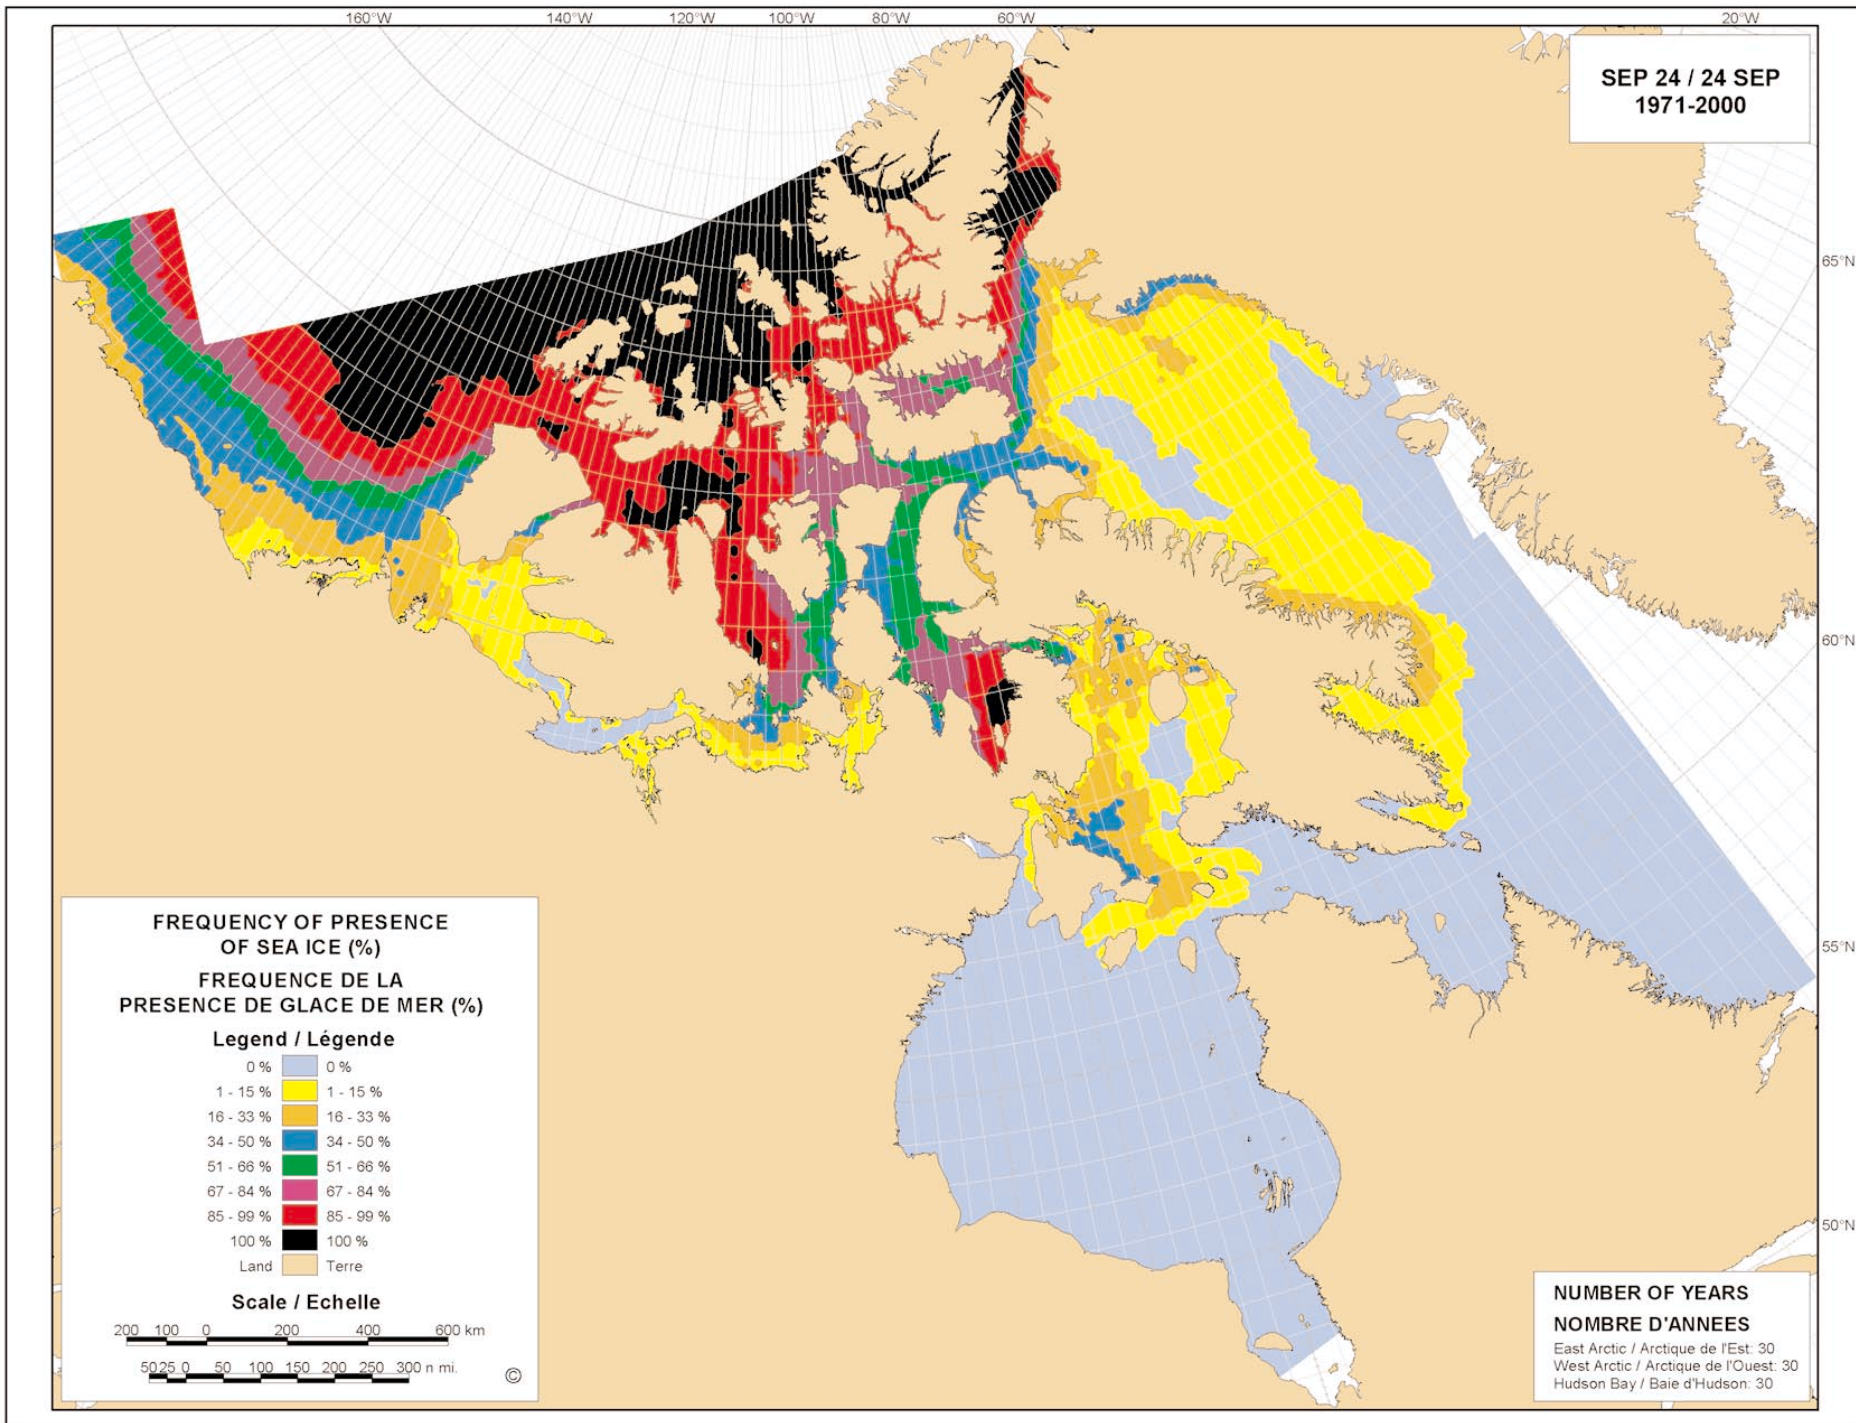 160°W 140°W 120°W 100°W 80°W 60°W 20°W
SEP 24 / 24 SEP
1971-2000
65°N
60°N
55°N
50°N
FREQUENCY OF PRESENCE
OF SEA ICE (%)
FREQUENCE DE LA
PRESENCE DE GLACE DE MER (%)
Legend / Légende
0 % 0 %
1 - 15 % 1 - 15 %
16 - 33 % 16 - 33 %
34 - 50 % 34 - 50 %
51 - 66 % 51 - 66 %
67 - 84 % 67 - 84 %
85 - 99 % 85 - 99 %
100 % 100 %
Land Terre
Scale / Echelle
200 100 0 200 400 600 km
50 25 0 50 100 150 200 250 300 n mi.
©
NUMBER OF YEARS
NOMBRE D'ANNEES
East Arctic / Arctique de l'Est: 30
West Arctic / Arctique de l'Ouest: 30
Hudson Bay / Baie d'Hudson: 30